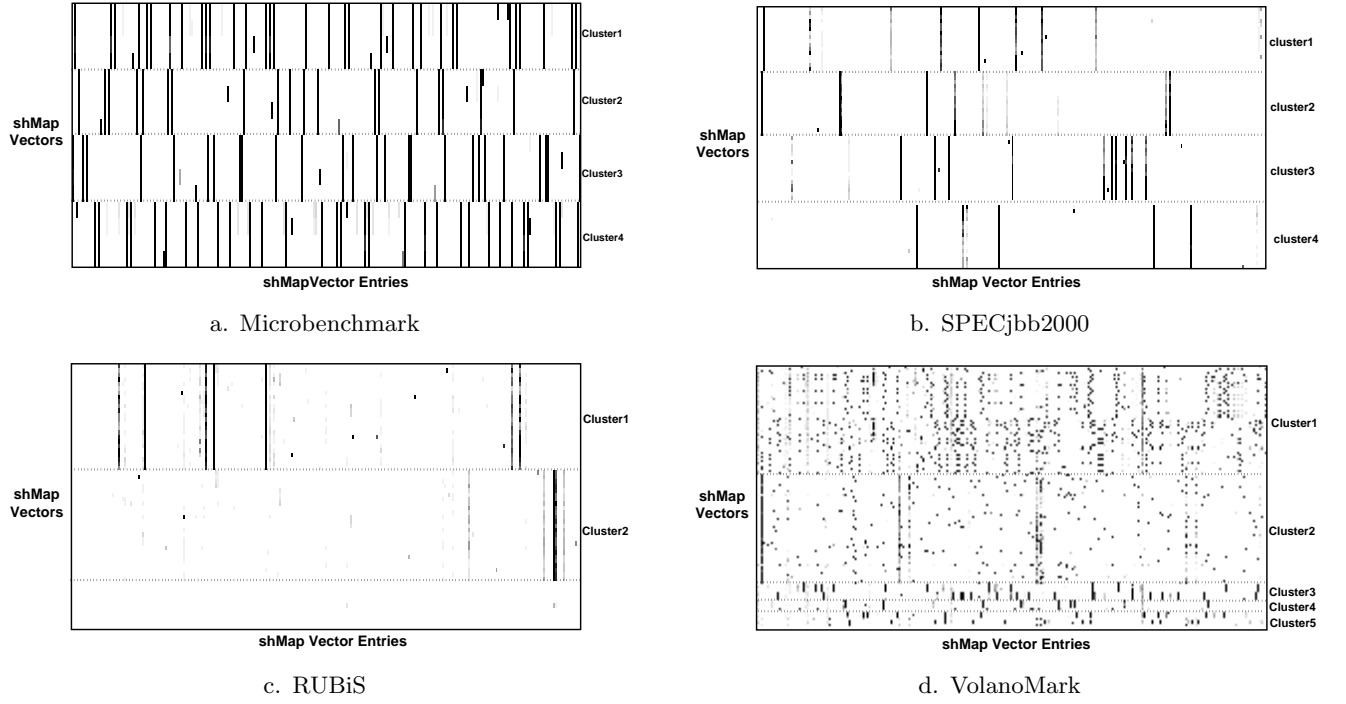 Cluster1
Cluster2
shMap
Vectors
Cluster3
Cluster4
shMapVector Entries
a. Microbenchmark
cluster1
cluster2
shMap
Vectors
cluster3
cluster4
shMap Vector Entries
b. SPECjbb2000
Cluster1
shMap
Vectors
Cluster2
shMap Vector Entries
c. RUBiS
Cluster1
shMap
Vectors
Cluster2
Cluster3
Cluster4
Cluster5
shMap Vector Entries
d. VolanoMark